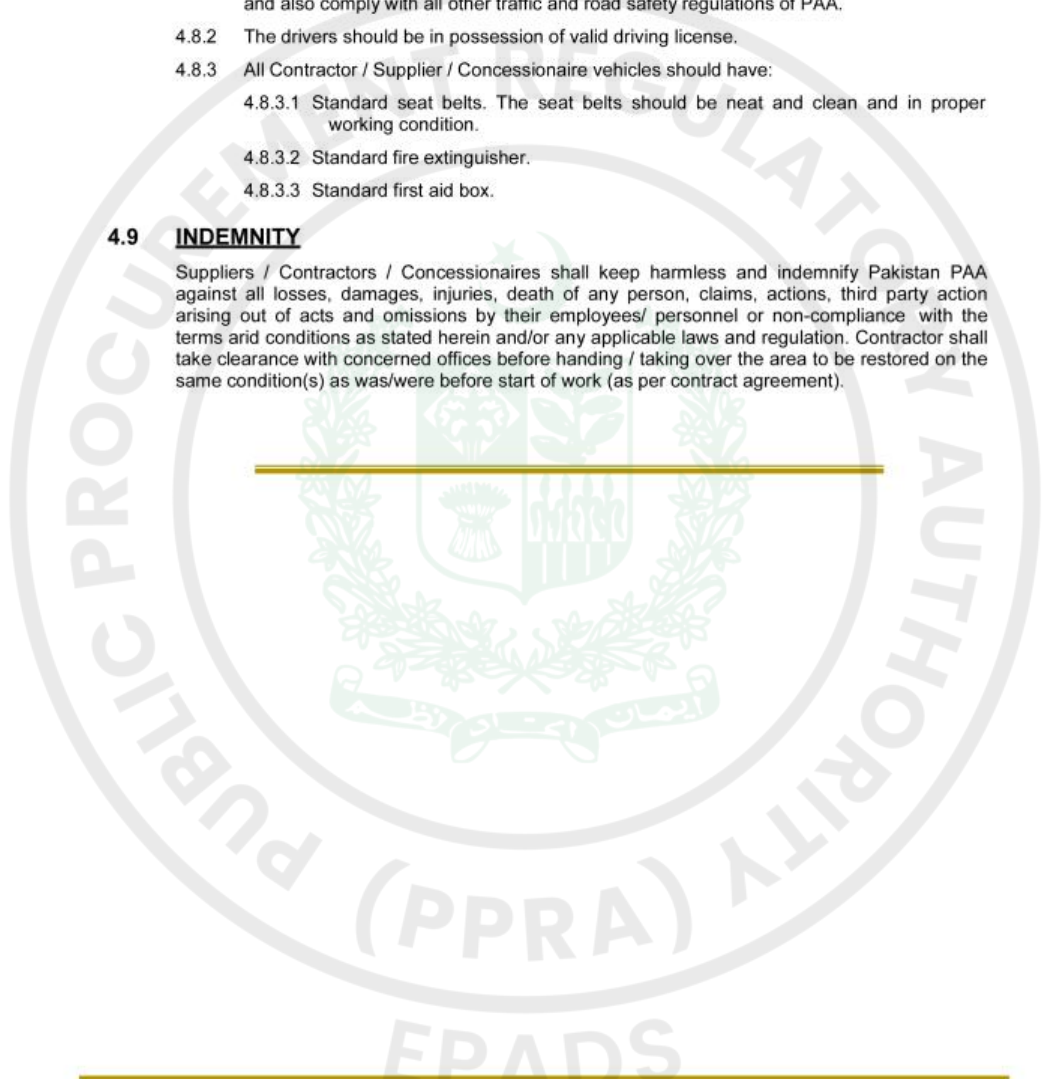 and also comply with all other traffic and road safety regulations of PAA.
4.8.2 The drivers should be in possession of valid driving license.
4.8.3 All Contractor / Supplier / Concessionaire vehicles should have:
4.8.3.1 Standard seat belts. The seat belts should be neat and clean and in proper
working condition.
4.8.3.2 Standard fire extinguisher.
4.8.3.3 Standard first aid box.
4.9 INDEMNITY
Suppliers / Contractors / Concessionaires shall keep harmless and indemnify Pakistan PAA
against all losses, damages, injuries, death of any person, claims, actions, third party action
arising out of acts and omissions by their employees/ personnel or non-compliance with the
terms arid conditions as stated herein and/or any applicable laws and regulation. Contractor shall
take clearance with concerned offices before handing / taking over the area to be restored on the
same condition(s) as was/were before start of work (as per contract agreement).
PUBLIC PROCUREMENT REGULATORY AUTHORITY
(PPRA)
EPADS